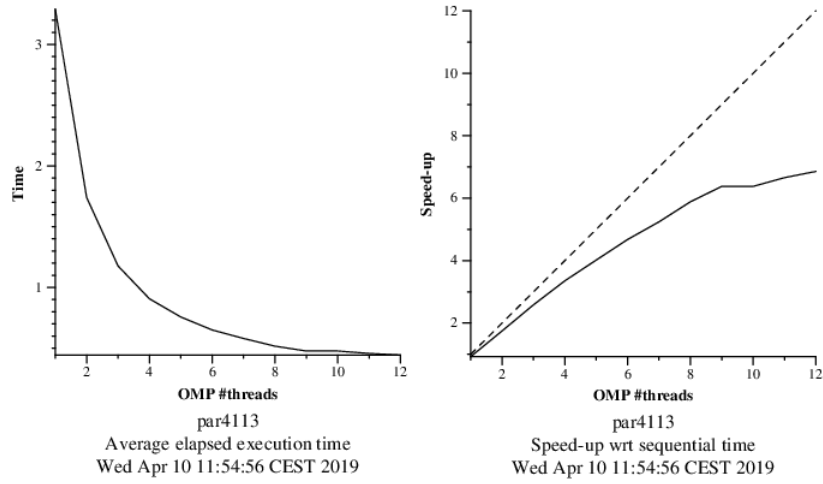 3
2
1
Time
2
4
6
8
10
12
OMP #threads
par4113
Average elapsed execution time
Wed Apr 10 11:54:56 CEST 2019
12
10
8
6
4
2
Speed-up
2
4
6
8
10
12
OMP #threads
par4113
Speed-up wrt sequential time
Wed Apr 10 11:54:56 CEST 2019